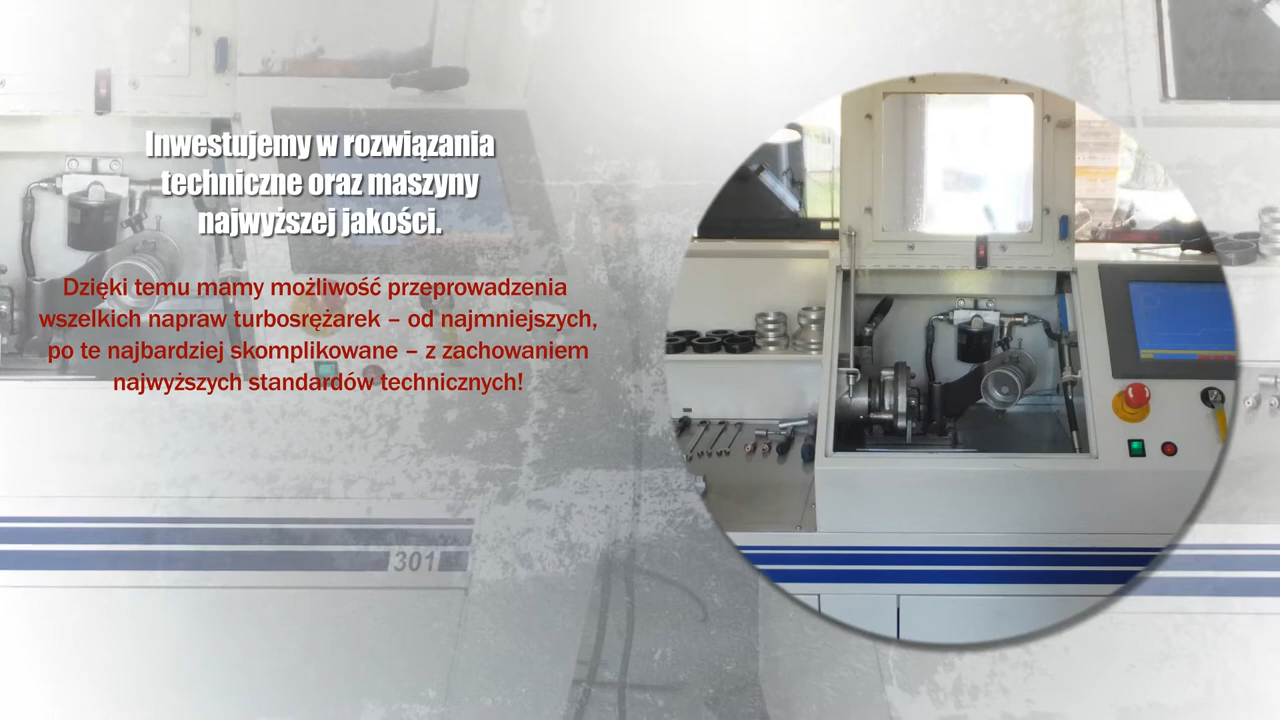 Inwestujemy w rozwiązania
techniczne oraz maszyny
najwyższej jakości.
Dzięki temu mamy możliwość przeprowadzenia
wszelkich napraw turbosrężarek – od najmniejszych,
po te najbardziej skomplikowane – z zachowaniem
najwyższych standardów technicznych!
301